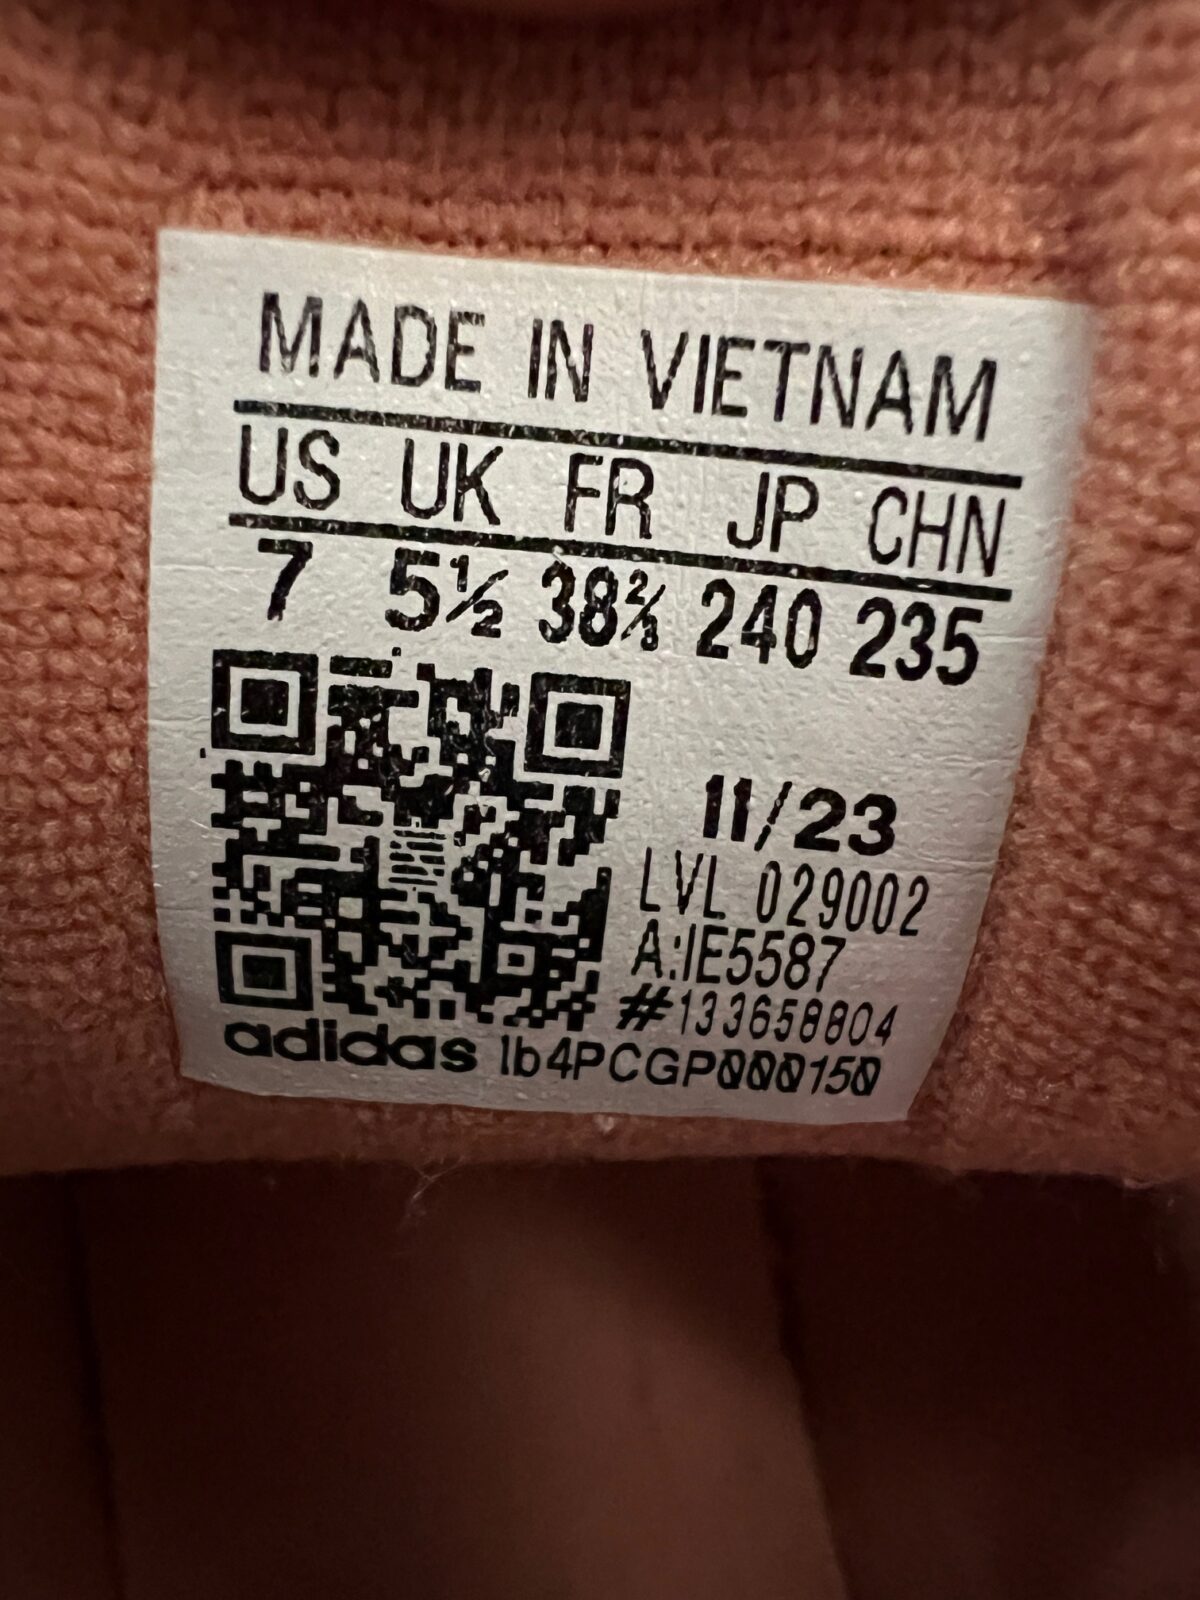 MADE IN VIETNAM
US UK FR JP CHN
7 5½ 38⅔ 240 235
11/23
LVL 029002
A:IE5587
#133658804
adidas 1b4PCGP000150